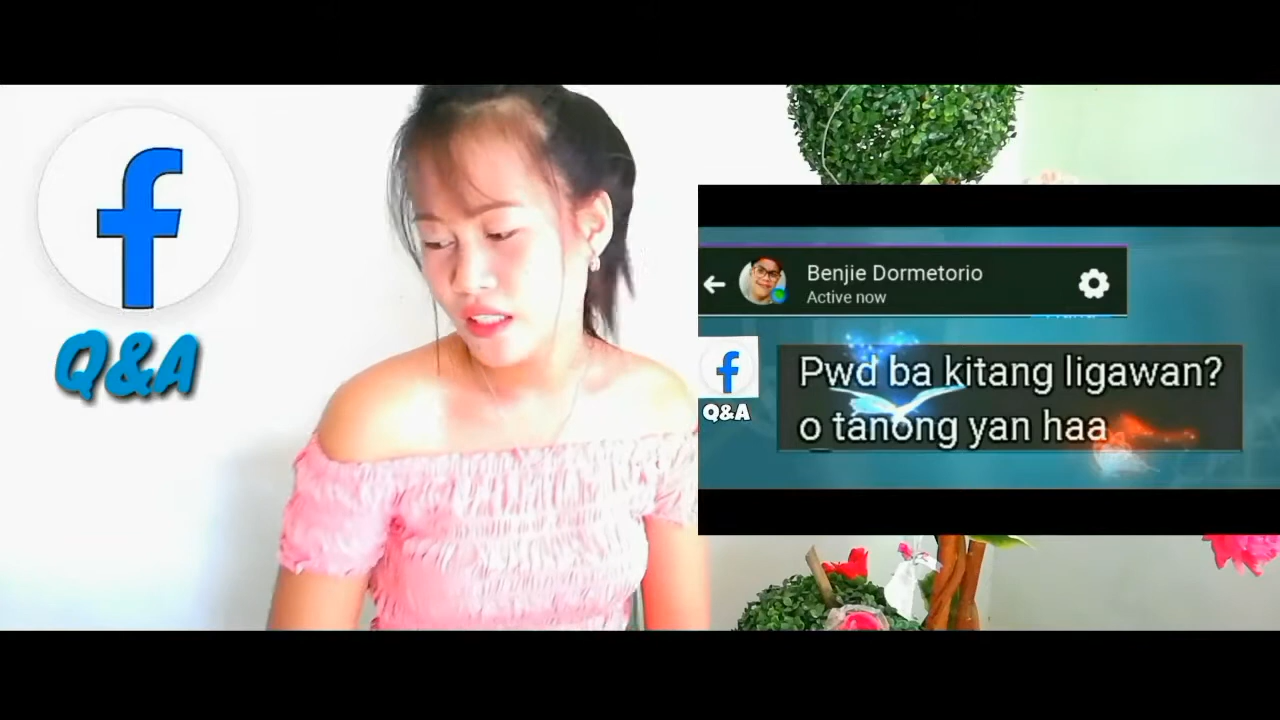 Q&A
Benjie Dormetorio
Active now
Pwd ba kitang ligawan?
o tanong yan haa
Q&A